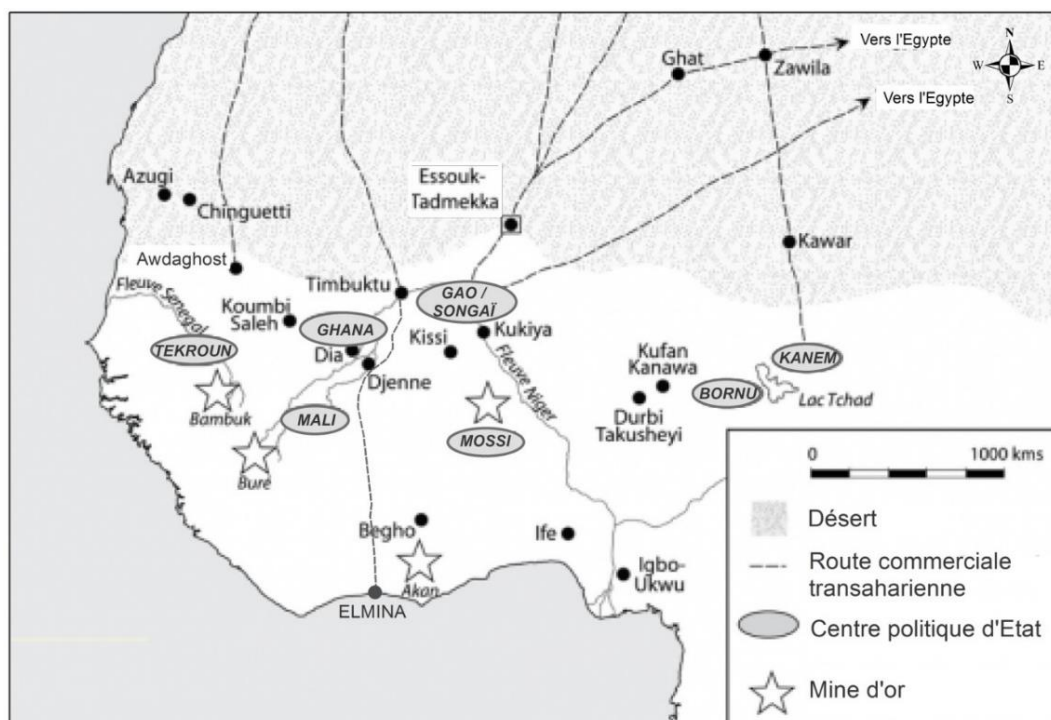 Vers l'Egypte
N
W
E
S
Ghat
Zawila
Vers l'Egypte
Essouk-
Tadmekka
Azugi
Chinguetti
Kawar
Awdaghost
Fleuve Senegal
Timbuktu
GAO /
SONGAÏ
Koumbi
Saleh
GHANA
Kissi
Kukiya
TEKROUN
Dia
Djenne
Fleuve Niger
Kufan
Kanawa
KANEM
BORNU
Lac Tchad
Bambuk
MALI
Durbi
Takusheyi
MOSSI
Bure
Begho
Ife
Akan
Igbo-
Ukwu
ELMINA
0
1000 kms
Désert
Route commerciale
transaharienne
Centre politique d'Etat
Mine d'or